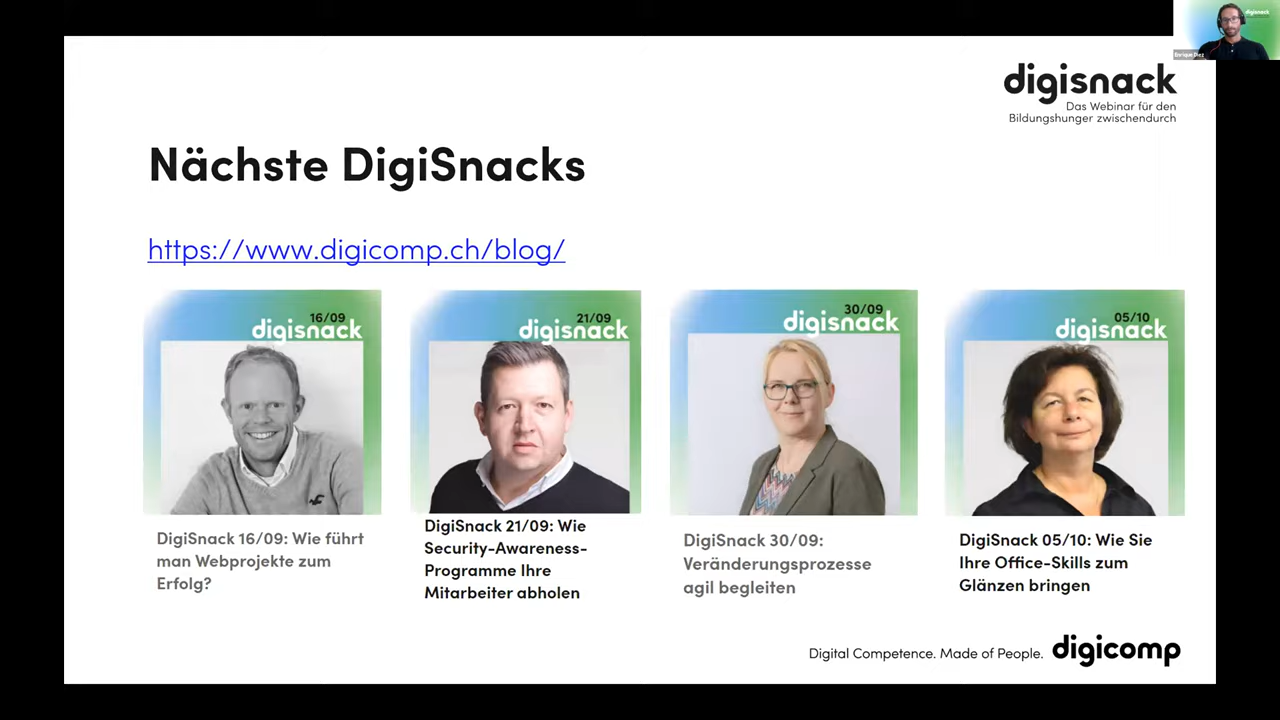 digisnack
Enrique Diez
digisnack
Das Webinar für den
Bildungshunger zwischendurch
Nächste DigiSnacks
https://www.digicomp.ch/blog/
16/09
digisnack
21/09
digisnack
30/09
digisnack
05/10
digisnack
DigiSnack 16/09: Wie führt
man Webprojekte zum
Erfolg?
DigiSnack 21/09: Wie
Security-Awareness-
Programme Ihre
Mitarbeiter abholen
DigiSnack 30/09:
Veränderungsprozesse
agil begleiten
DigiSnack 05/10: Wie Sie
Ihre Office-Skills zum
Glänzen bringen
Digital Competence. Made of People. digicomp